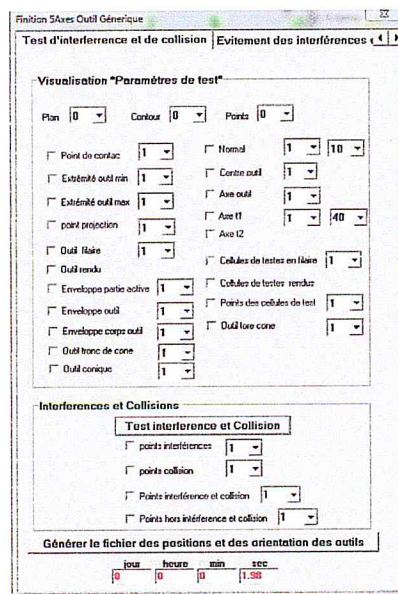 Finition 5Axes Outil Générique
Test d'interferrence et de collision Evitement des interférences
Visualisation "Paramètres de test"
Plan 0 Contour 0 Points 0
Point de contac 1
Extrémité outil min 1
Extrémité outil max 1
point projection 1
Outil filaire 1
Outil rendu
Enveloppe partie active 1
Enveloppe outil 1
Enveloppe corps outil 1
Outil tronc de cone 1
Outil conique 1
Normal 1 10
Centre outil 1
Axe outil 1
Axe t1 1 40
Axe t2
Cellules de testes en filaire 1
Cellules de testes rendus
Points des cellules de test 1
Outil tore cone 1
Interferences et Collisions
Test interference et Collision
points interférences 1
points collision 1
Points interférence et collision 1
Points hors intérference et collision 1
Générer le fichier des positions et des orientation des outils
jour heure min sec
0 0 0 1.98